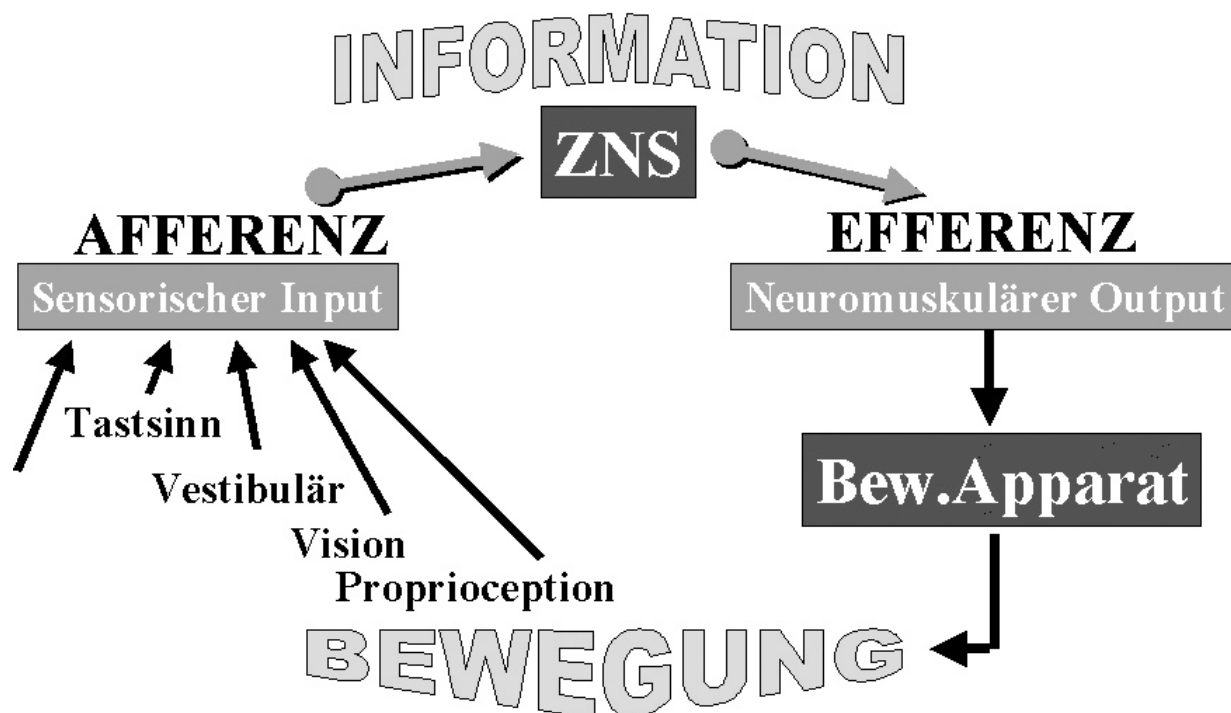 INFORMATION
ZNS
AFFERENZ
EFFERENZ
Sensorischer Input
Neuromuskulärer Output
Tastsinn
Vestibulär
Vision
Proprioception
Bew.Apparat
BEWEGUNG